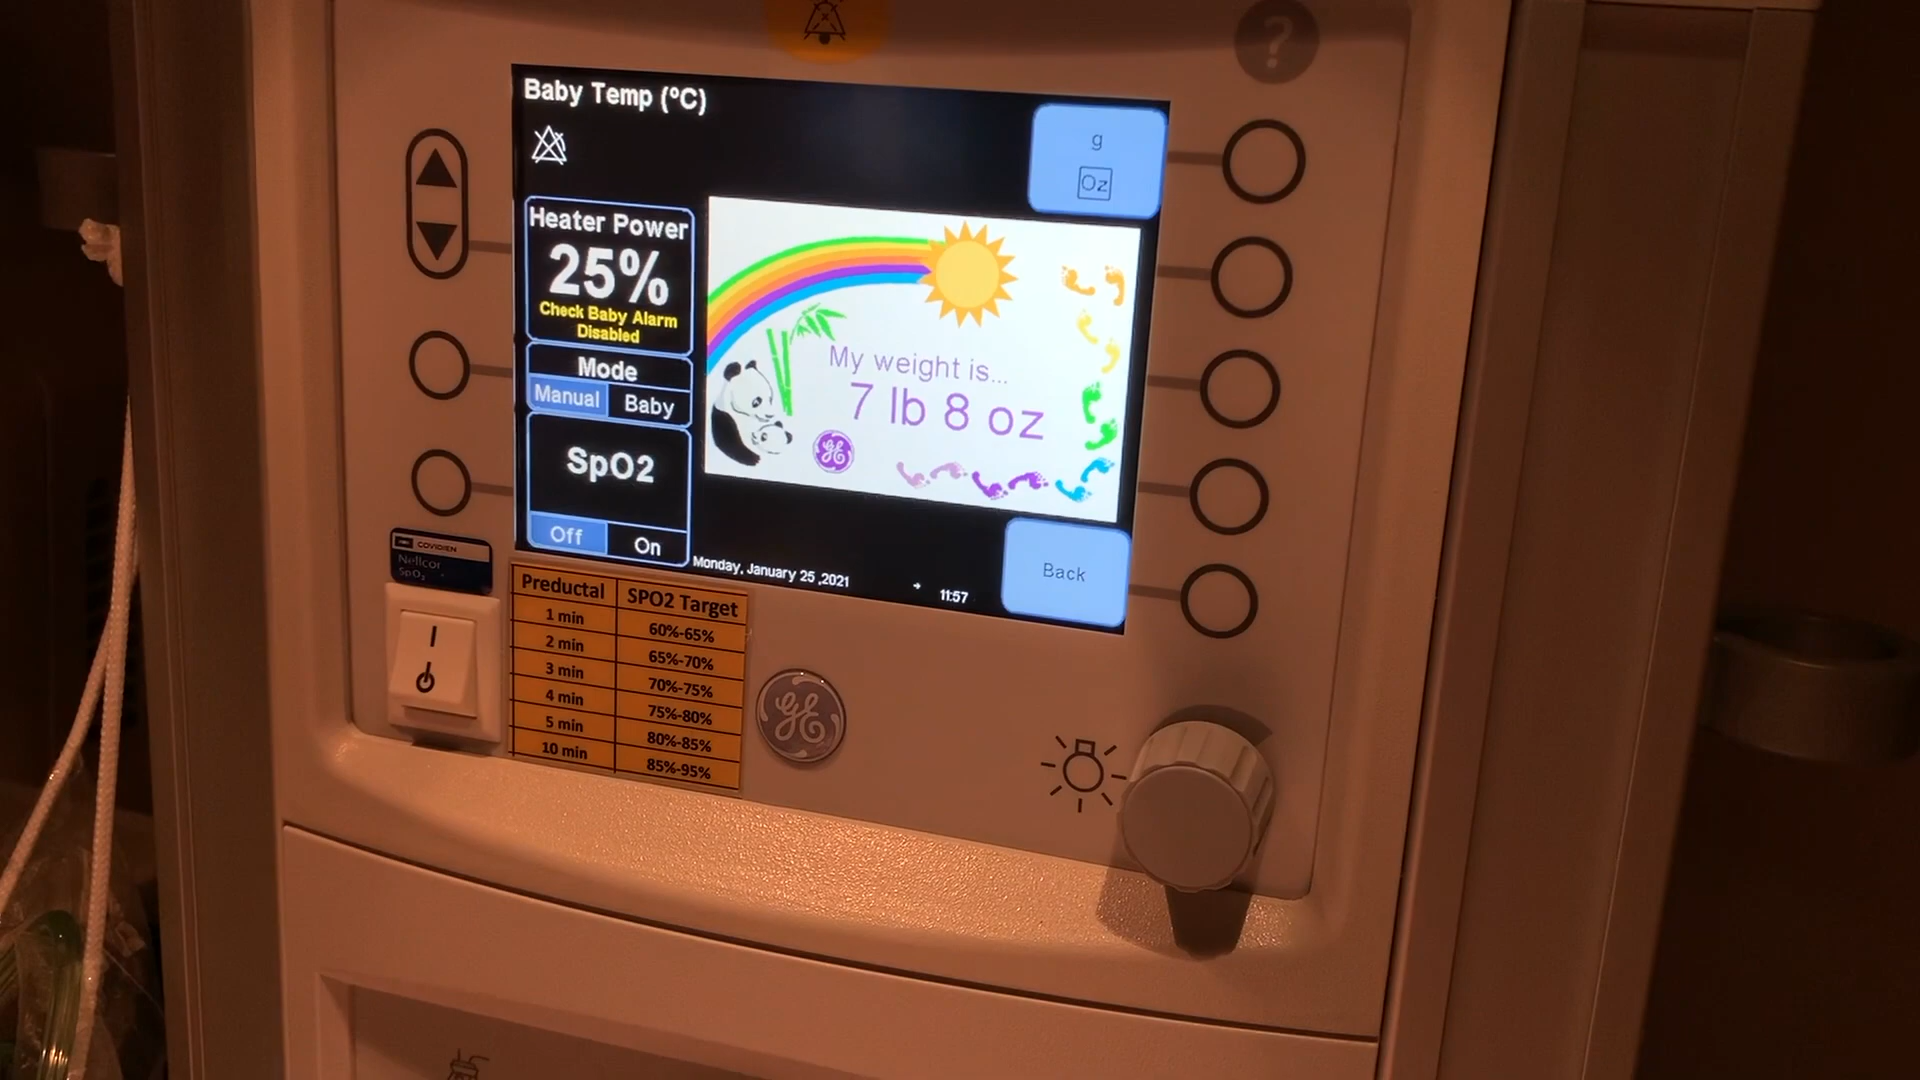 ?
Baby Temp (ºC)
g
Oz
Heater Power
25%
Check Baby Alarm
Disabled
Mode
Manual Baby
SpO2
Off On
My weight is...
7 lb 8 oz
GE
Back
Monday, January 25 ,2021
11:57
COVIDIEN
Nellcor
SpO₂
Preductal SPO2 Target
1 min 60%-65%
2 min 65%-70%
3 min 70%-75%
4 min 75%-80%
5 min 80%-85%
10 min 85%-95%
GE